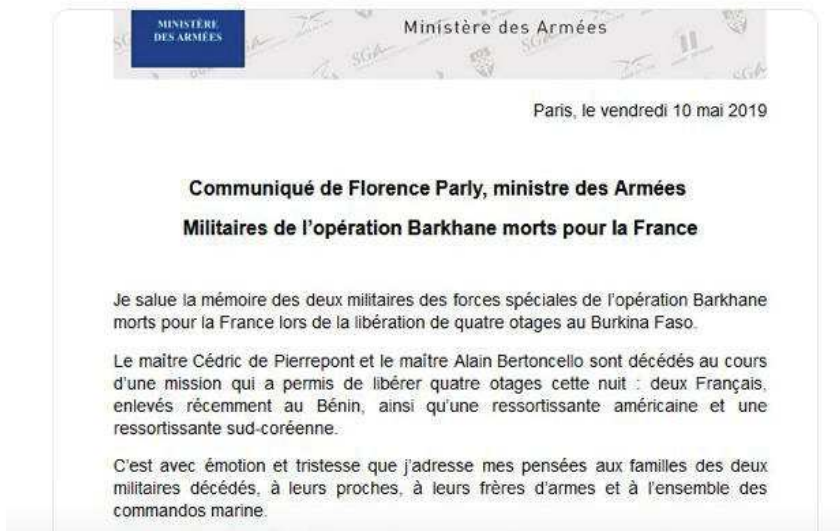 MINISTÈRE
DES ARMÉES
Ministère des Armées
SGA
SGA
SGA
Paris, le vendredi 10 mai 2019
Communiqué de Florence Parly, ministre des Armées
Militaires de l'opération Barkhane morts pour la France
Je salue la mémoire des deux militaires des forces spéciales de l'opération Barkhane
morts pour la France lors de la libération de quatre otages au Burkina Faso.
Le maître Cédric de Pierrepont et le maître Alain Bertoncello sont décédés au cours
d'une mission qui a permis de libérer quatre otages cette nuit : deux Français,
enlevés récemment au Bénin, ainsi qu'une ressortissante américaine et une
ressortissante sud-coréenne.
C'est avec émotion et tristesse que j'adresse mes pensées aux familles des deux
militaires décédés, à leurs proches, à leurs frères d'armes et à l'ensemble des
commandos marine.